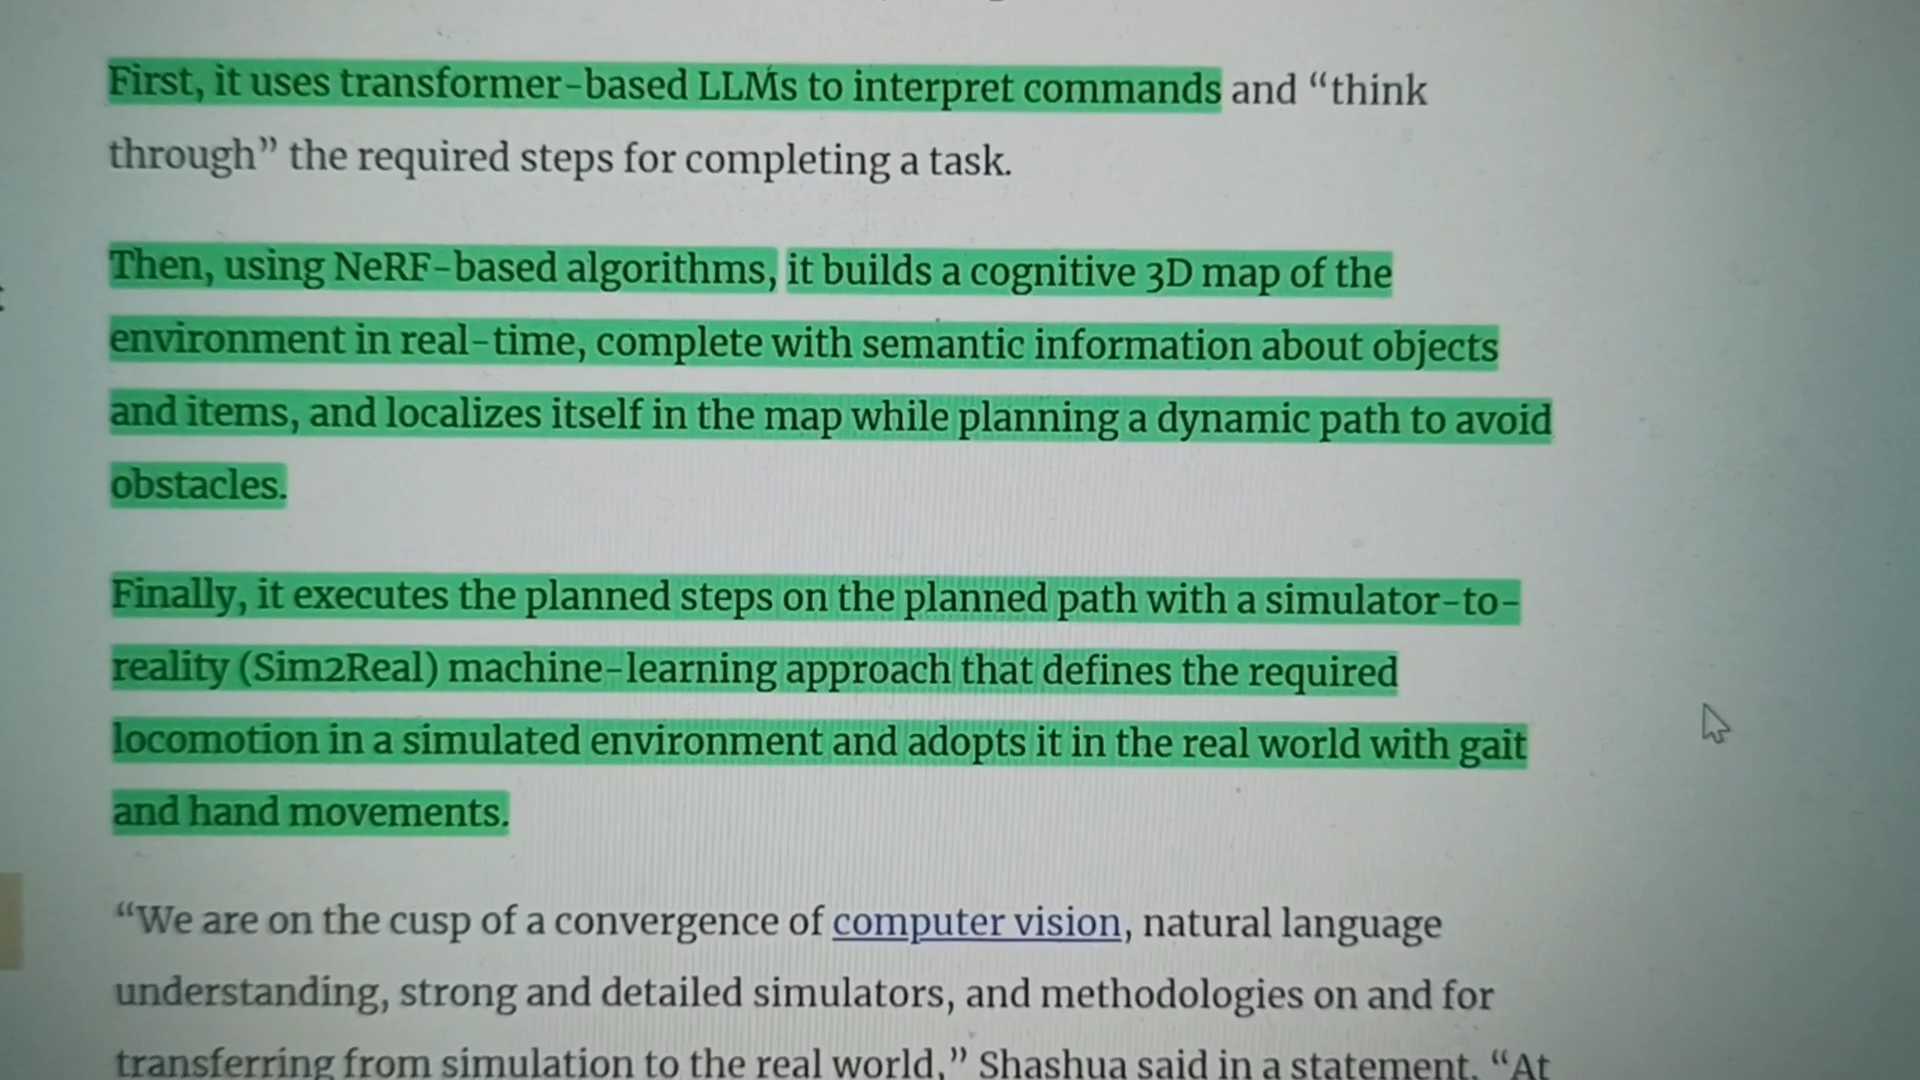 First, it uses transformer-based LLMs to interpret commands and “think
through” the required steps for completing a task.
Then, using NeRF-based algorithms, it builds a cognitive 3D map of the
environment in real-time, complete with semantic information about objects
and items, and localizes itself in the map while planning a dynamic path to avoid
obstacles.
Finally, it executes the planned steps on the planned path with a simulator-to-
reality (Sim2Real) machine-learning approach that defines the required
locomotion in a simulated environment and adopts it in the real world with gait
and hand movements.
“We are on the cusp of a convergence of computer vision, natural language
understanding, strong and detailed simulators, and methodologies on and for
transferring from simulation to the real world,” Shashua said in a statement. “At